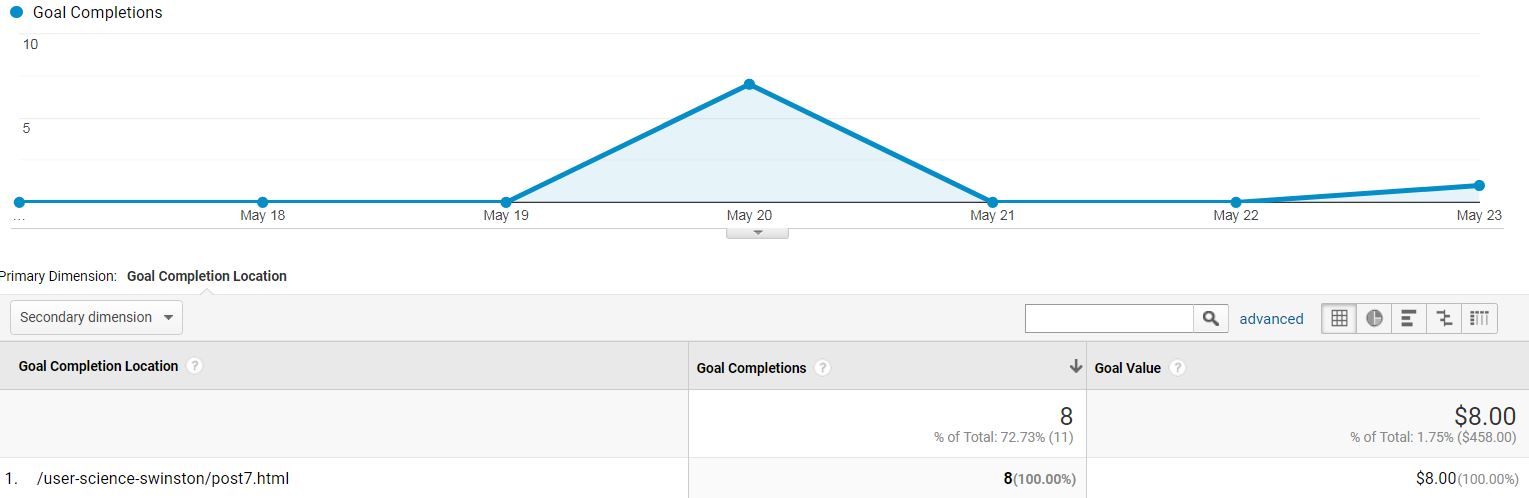 Goal Completions
10
5
... May 18 May 19 May 20 May 21 May 22 May 23
Primary Dimension: Goal Completion Location
Secondary dimension advanced
Goal Completion Location ? Goal Completions ? Goal Value ?
8 $8.00
% of Total: 72.73% (11) % of Total: 1.75% ($458.00)
1. /user-science-swinston/post7.html 8(100.00%) $8.00(100.00%)